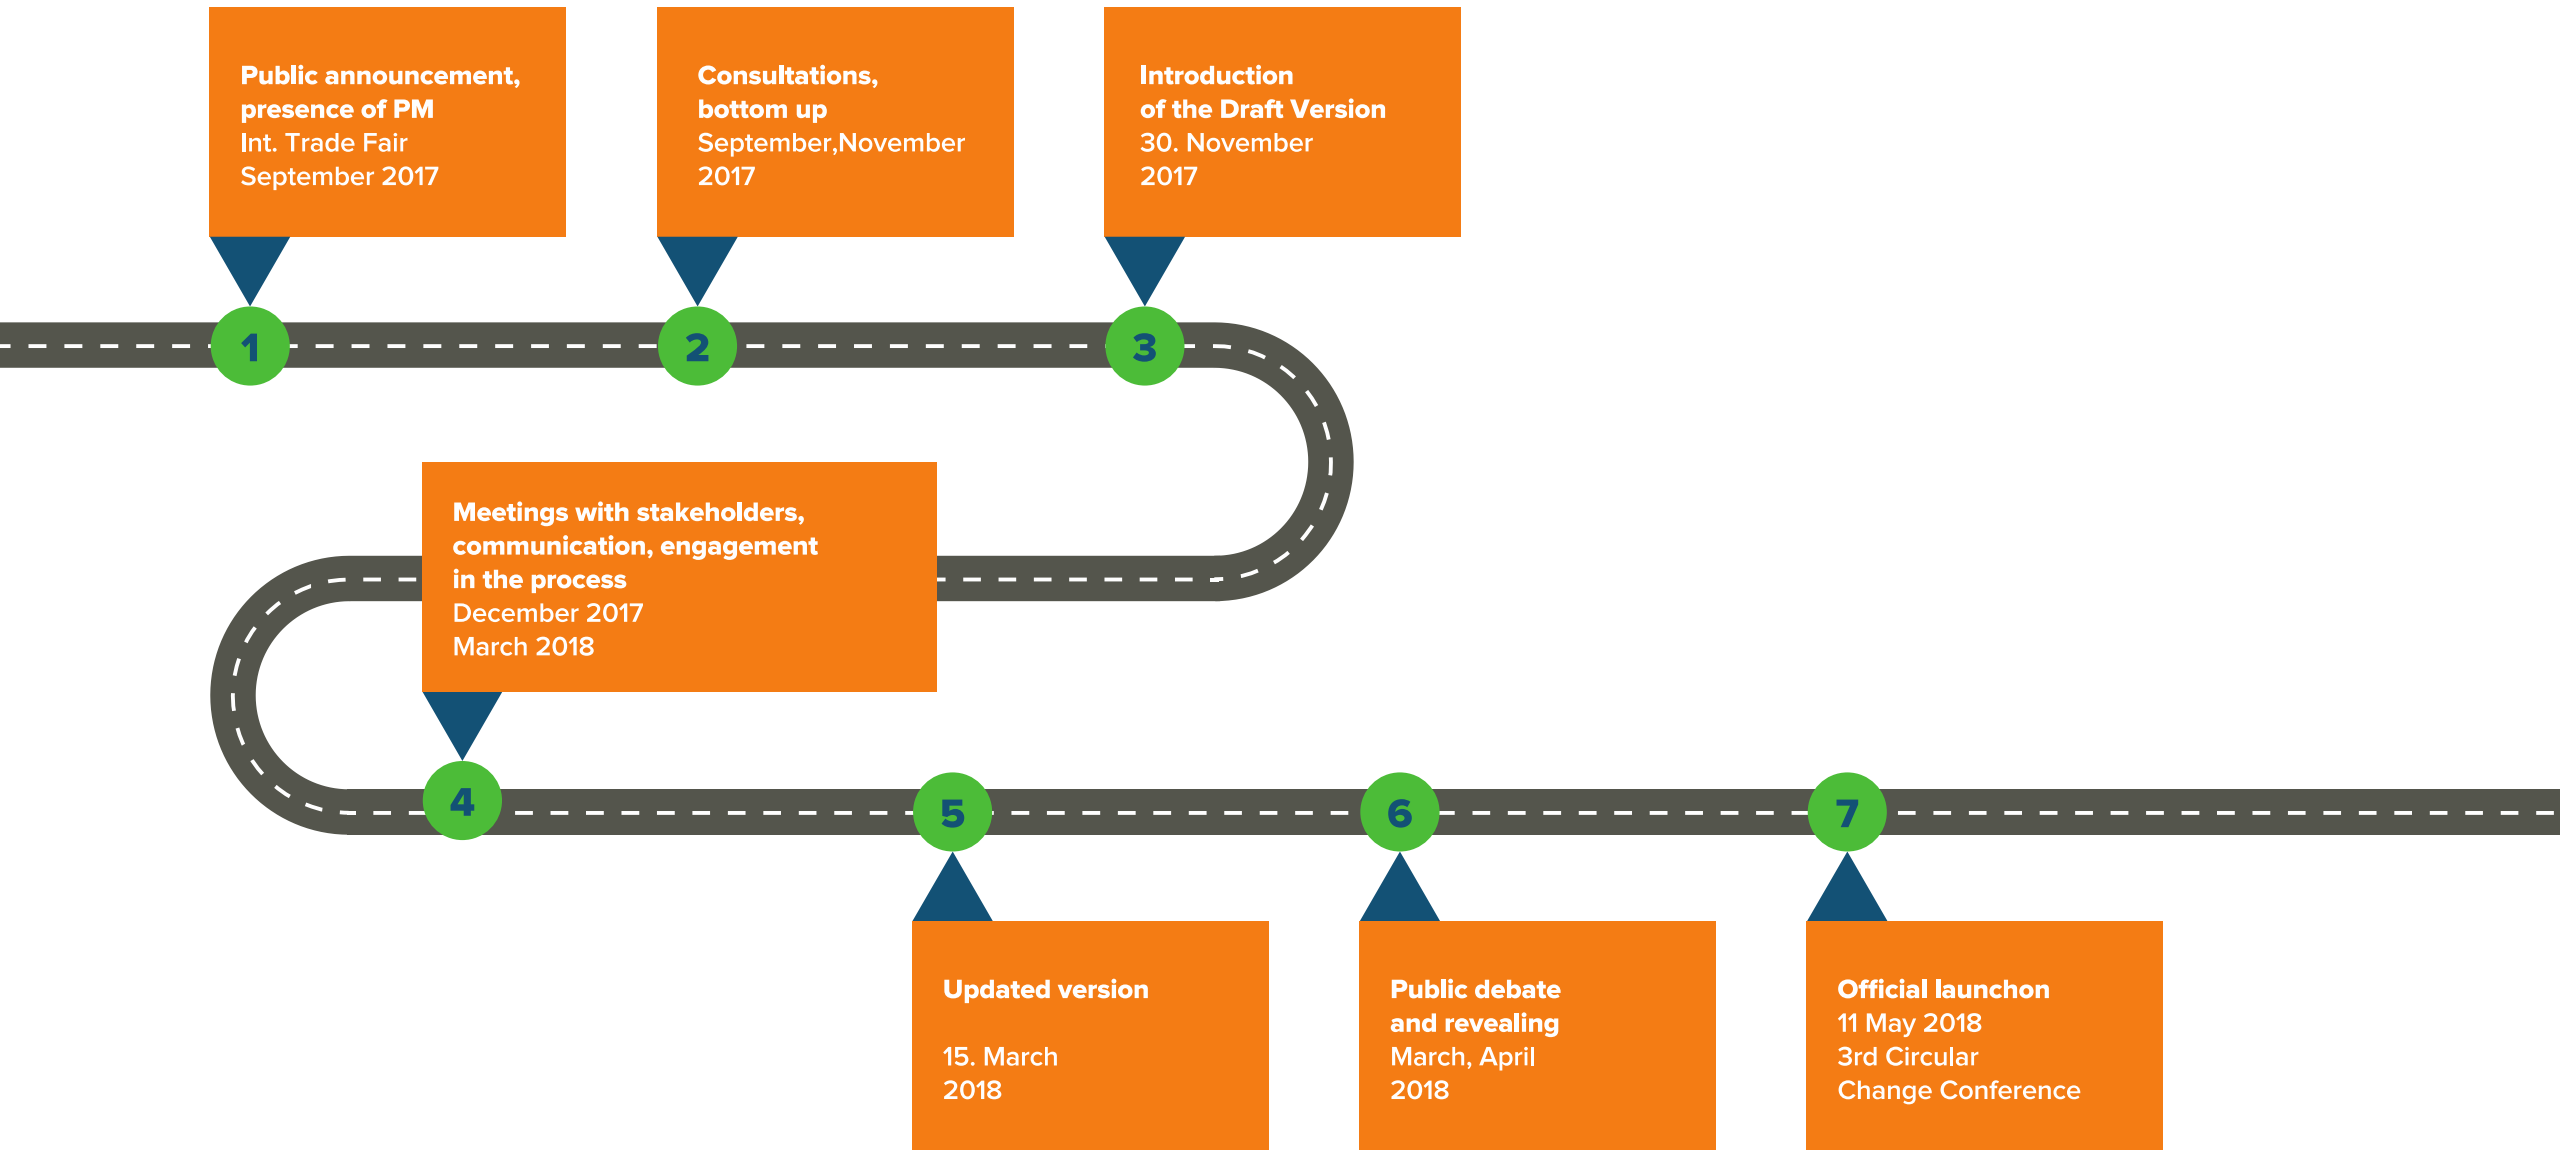 Public announcement,
presence of PM
Int. Trade Fair
September 2017
Consultations,
bottom up
September,November
2017
Introduction
of the Draft Version
30. November
2017
1
2
3
Meetings with stakeholders,
communication, engagement
in the process
December 2017
March 2018
4
5
6
7
Updated version
15. March
2018
Public debate
and revealing
March, April
2018
Official launchon
11 May 2018
3rd Circular
Change Conference